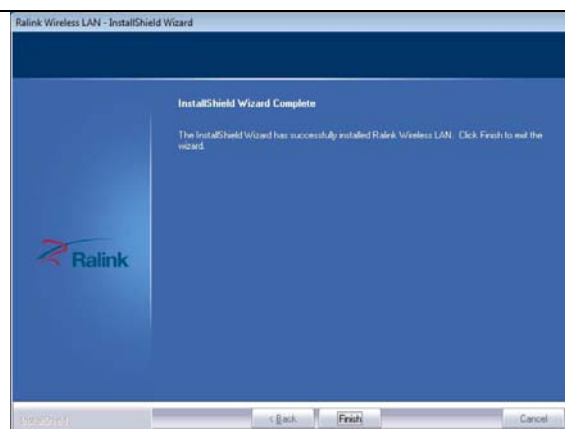 Ralink Wireless LAN - InstallShield Wizard
InstallShield Wizard Complete
The InstallShield Wizard has successfully installed Ralink Wireless LAN. Click Finish to exit the
wizard.
Ralink
InstallShield
< Back
Finish
Cancel